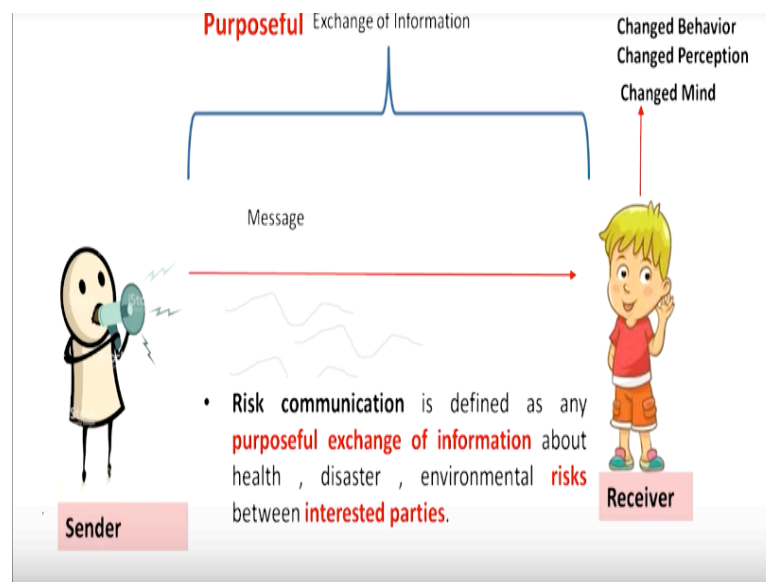 Purposeful Exchange of Information
Changed Behavior
Changed Perception
Changed Mind
Message
• Risk communication is defined as any
purposeful exchange of information about
health , disaster , environmental risks
between interested parties.
Sender
Receiver